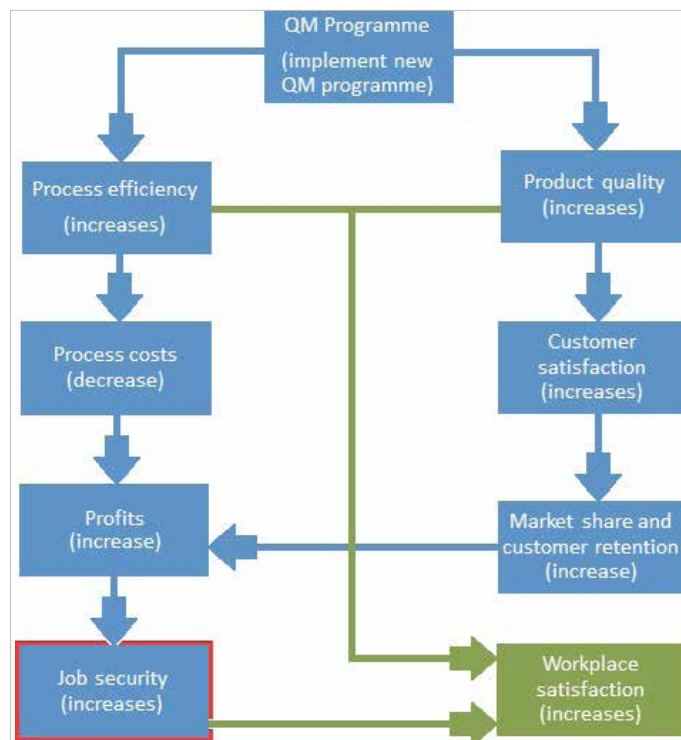 QM Programme
(implement new
QM programme)
Process efficiency
(increases)
Product quality
(increases)
Process costs
(decrease)
Customer
satisfaction
(increases)
Profits
(increase)
Market share and
customer retention
(increase)
Job security
(increases)
Workplace
satisfaction
(increases)